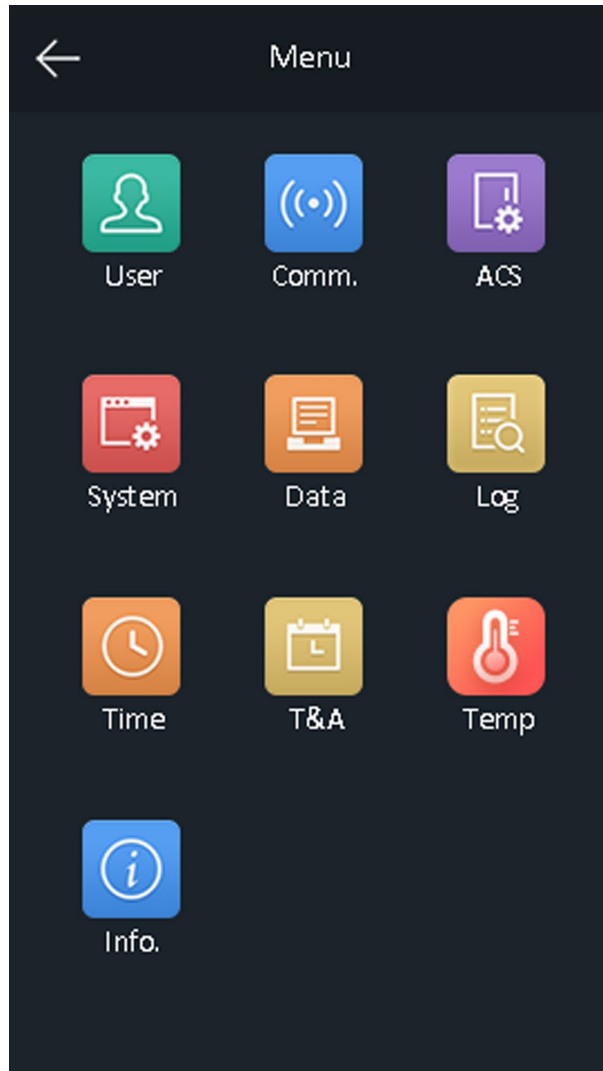 Menu
User Comm. ACS
System Data Log
Time T&A Temp
Info.